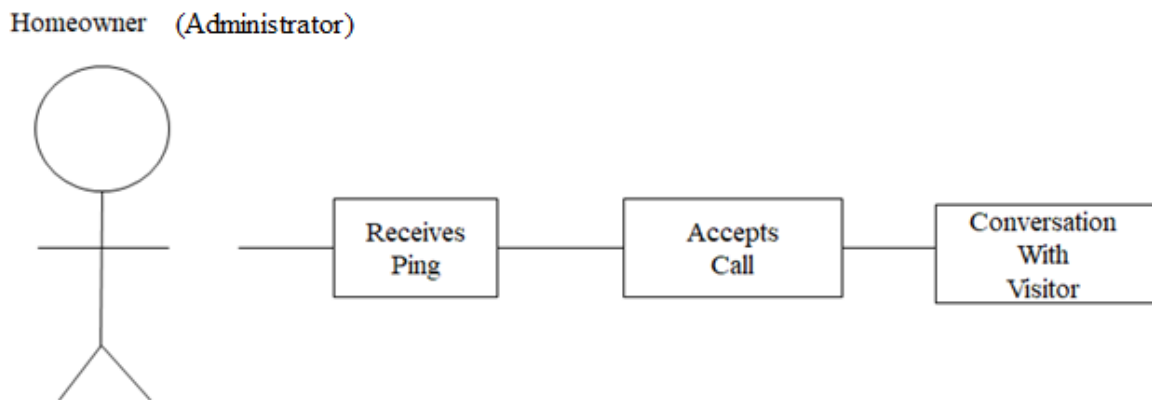 Homeowner (Administrator)
Receives
Ping
Accepts
Call
Conversation
With
Visitor